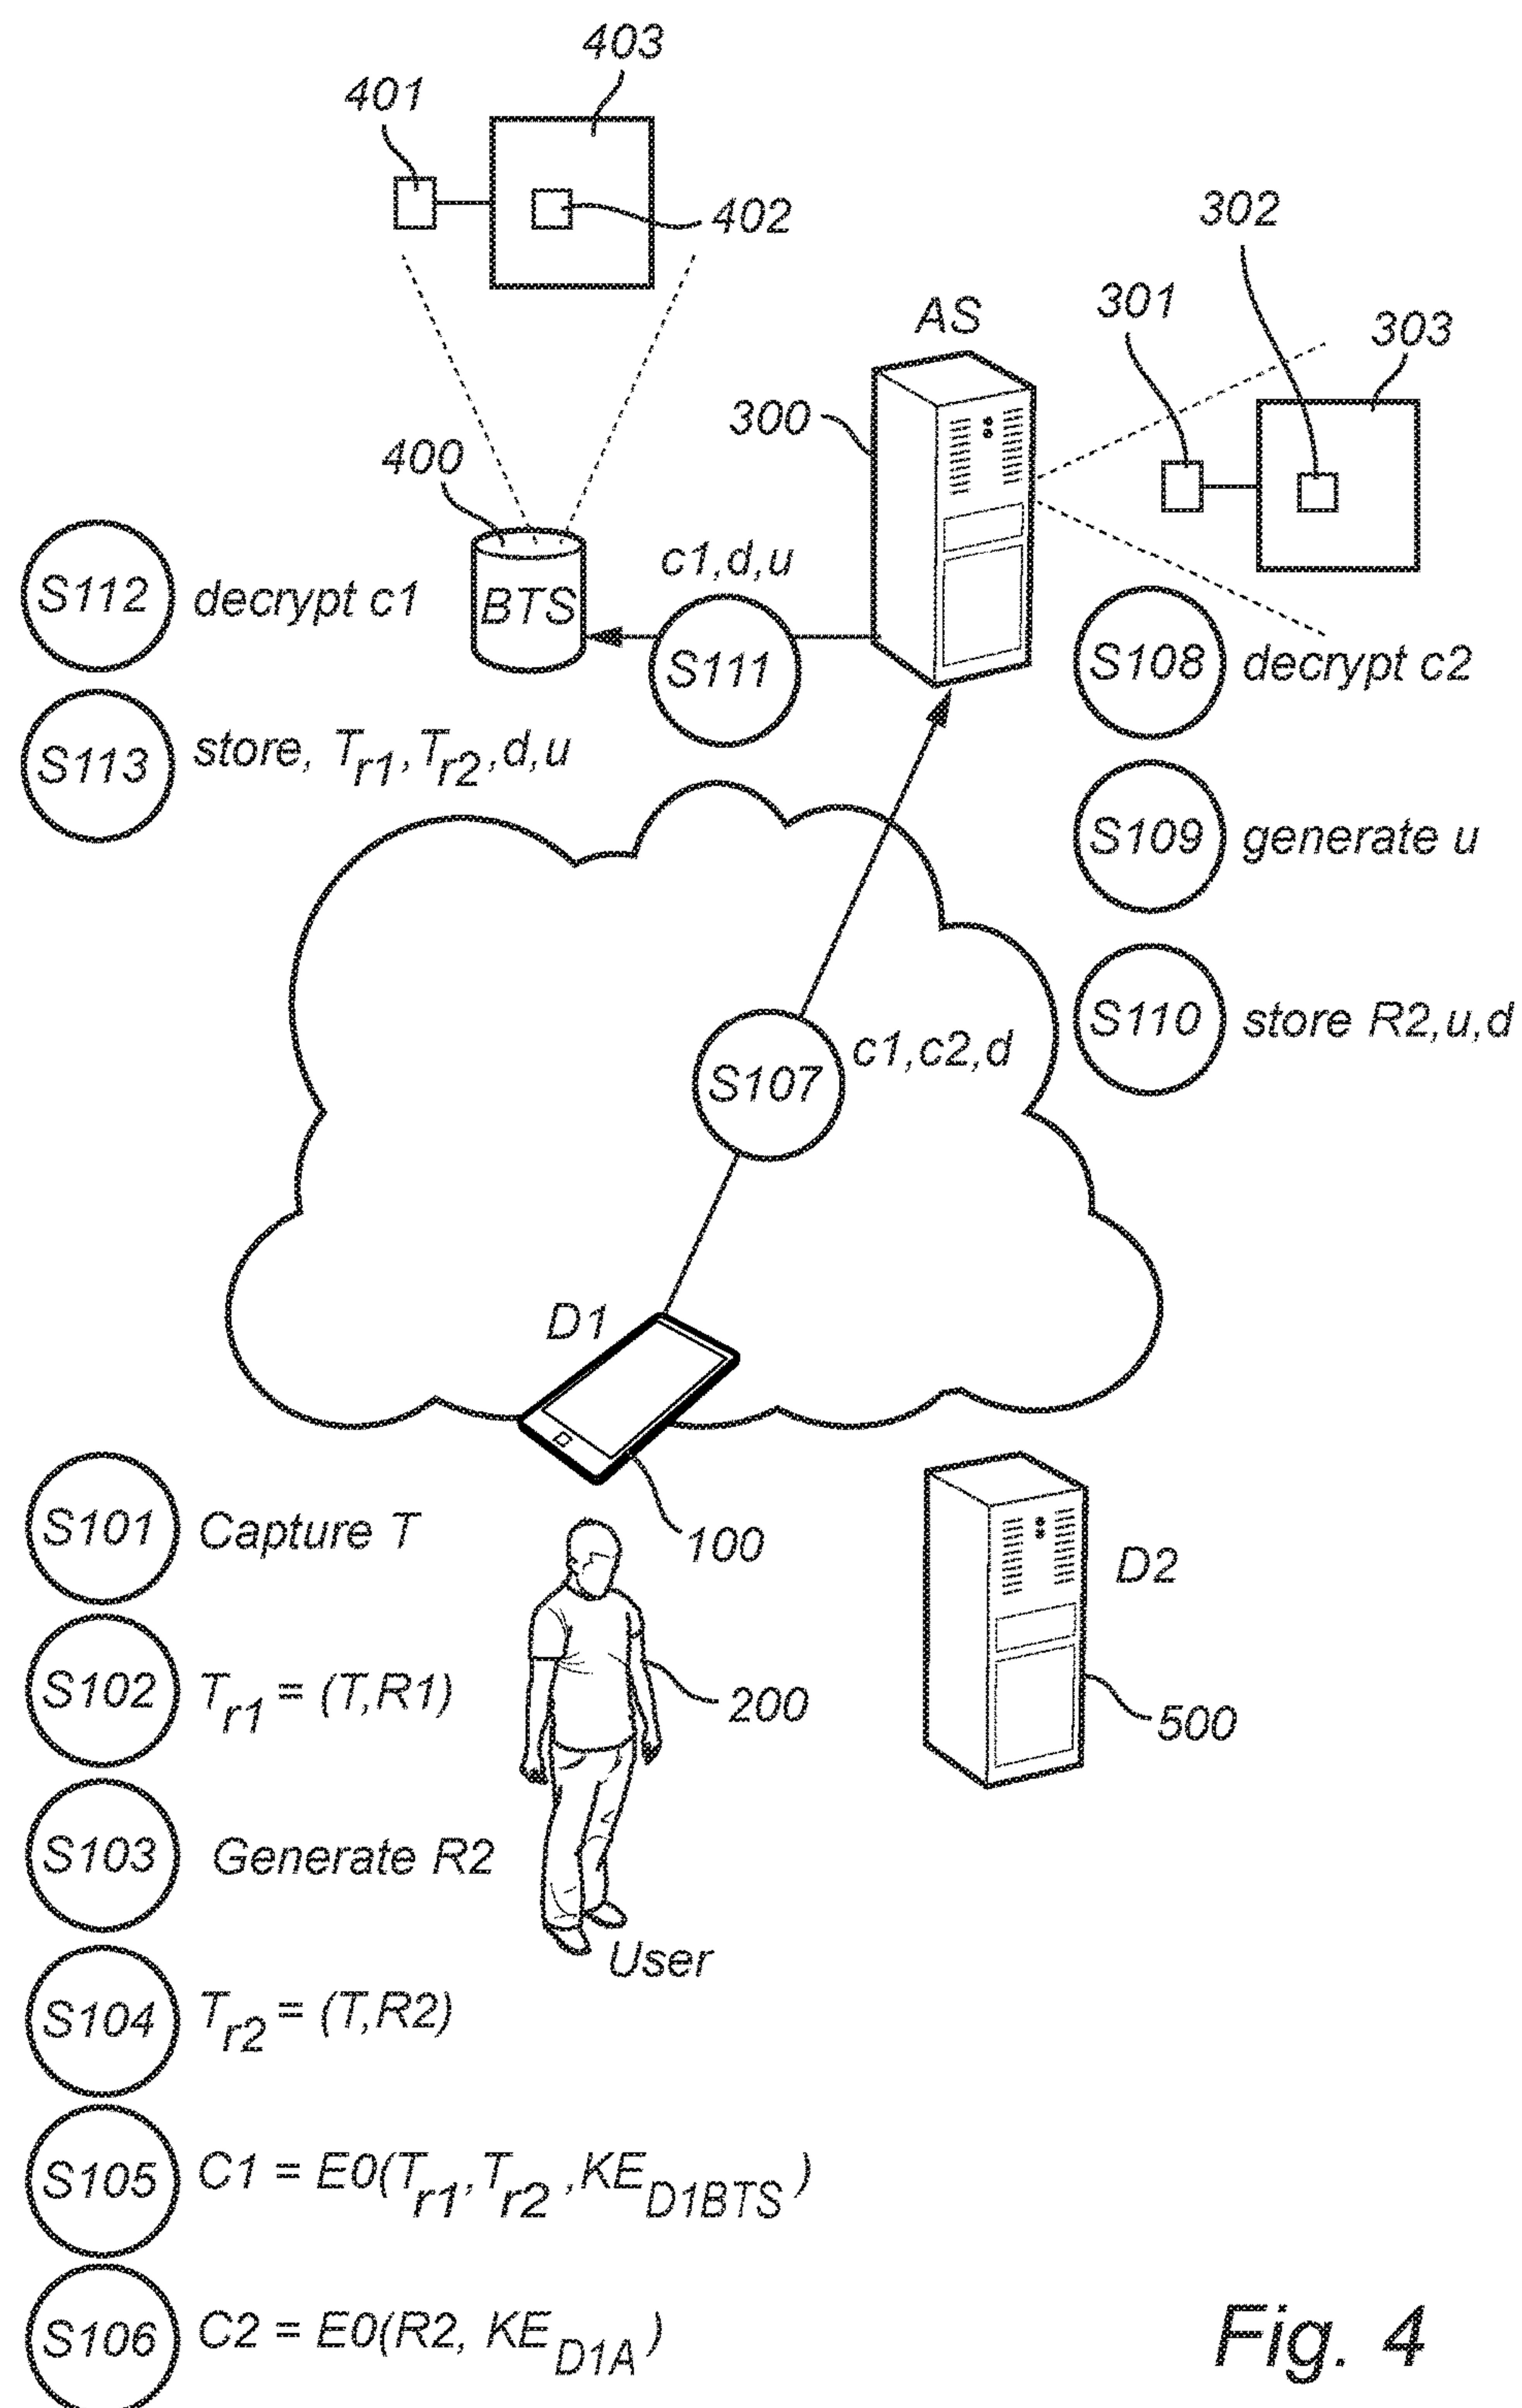 403
401
402
302
301
303
AS
300
400
c1,d,u
S112 decrypt c1
BTS
S111
S108 decrypt c2
S113 store, Tr1,Tr2,d,u
S109 generate u
S110 store R2,u,d
c1,c2,d
S107
D1
S101 Capture T
100
D2
S102 Tr1 = (T,R1)
200
500
S103 Generate R2
User
S104 Tr2 = (T,R2)
S105 C1 = E0(Tr1,Tr2,KED1BTS)
S106 C2 = E0(R2, KED1A)
Fig. 4